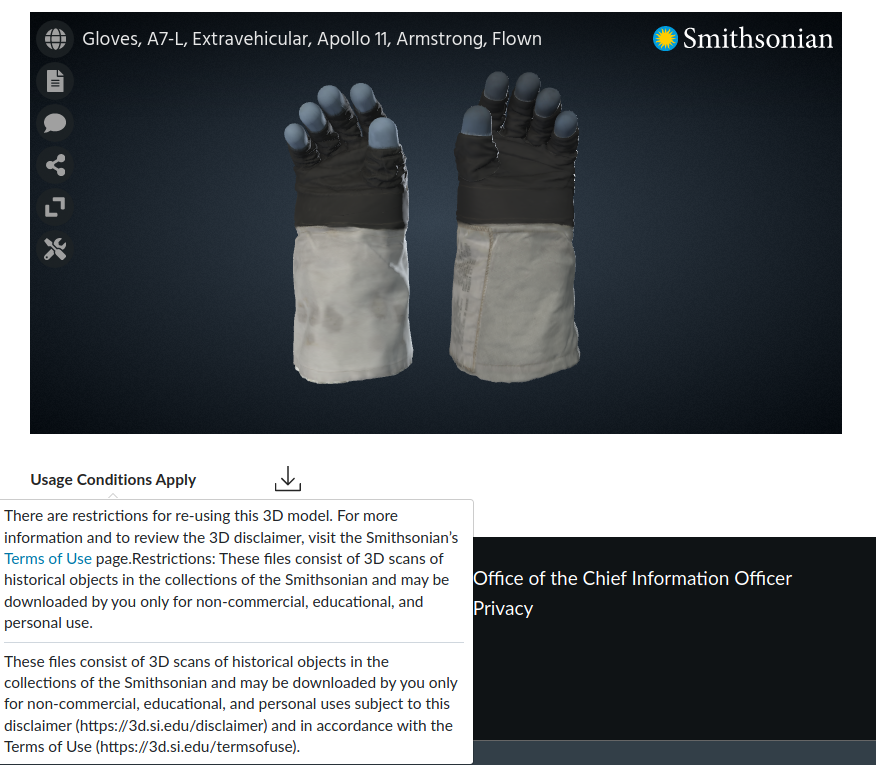 Gloves, A7-L, Extravehicular, Apollo 11, Armstrong, Flown
Smithsonian
Usage Conditions Apply
There are restrictions for re-using this 3D model. For more
information and to review the 3D disclaimer, visit the Smithsonian's
Terms of Use page.Restrictions: These files consist of 3D scans of
historical objects in the collections of the Smithsonian and may be
downloaded by you only for non-commercial, educational, and
personal use.
These files consist of 3D scans of historical objects in the
collections of the Smithsonian and may be downloaded by you only
for non-commercial, educational, and personal uses subject to this
disclaimer (https://3d.si.edu/disclaimer) and in accordance with the
Terms of Use (https://3d.si.edu/termsofuse).
Office of the Chief Information Officer
Privacy